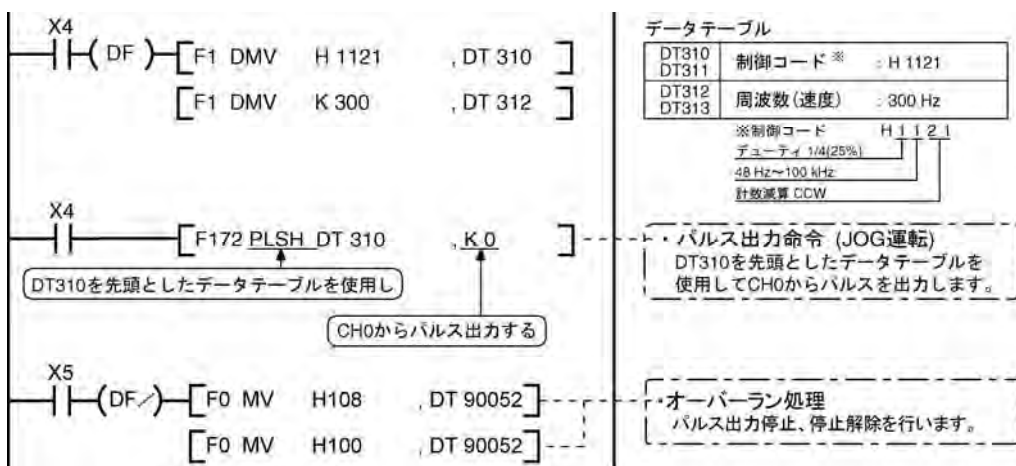 X4
(DF) F1 DMV H 1121 , DT 310
F1 DMV K 300 , DT 312
データテーブル
DT310
DT311
制御コード※ : H 1121
DT312
DT313
周波数(速度) : 300 Hz
※制御コード H 1 1 2 1
デューティ 1/4(25%)
48 Hz~100 kHz
計数減算 CCW
X4
F172 PLSH DT 310 , K 0
DT310を先頭としたデータテーブルを使用し
CH0からパルス出力する
・パルス出力命令 (JOG運転)
DT310を先頭としたデータテーブルを
使用してCH0からパルスを出力します。
X5
(DF/) F0 MV H108 , DT 90052
F0 MV H100 , DT 90052
・オーバーラン処理
パルス出力停止、停止解除を行います。